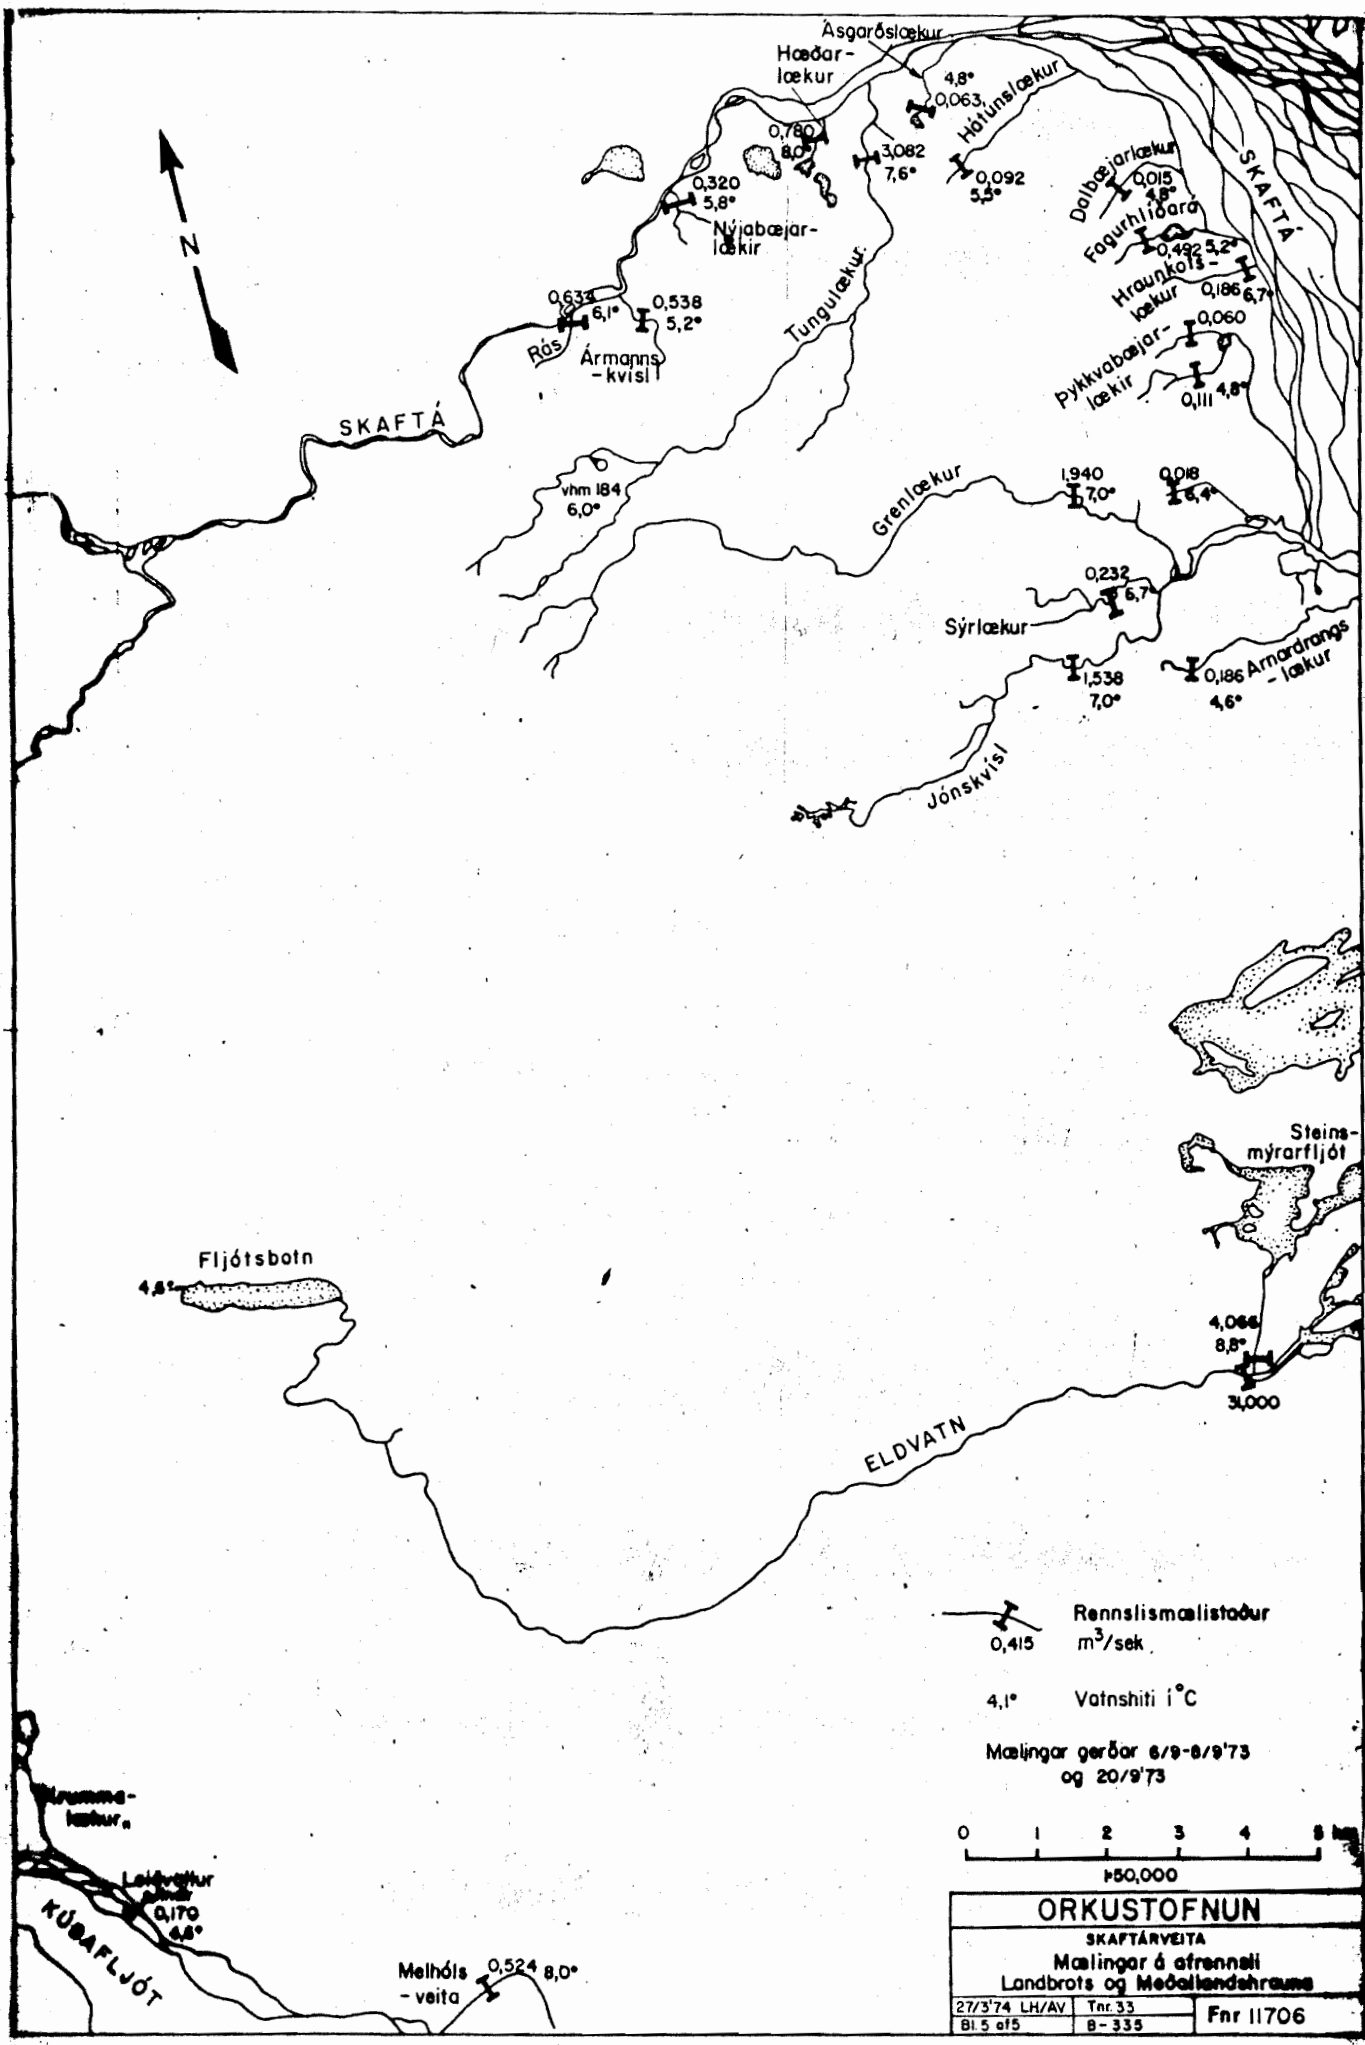 Ásgarðslækur
Hæðar-
lækur
4,8°
0,063
Hátúnslækur
0,780
8,0°
3,082
7,6°
0,092
5,5°
Dalbæjarlækur
0,015
4,8°
SKAFTÁ
Fagurhlíðará
0,492 5,2°
Hraunkots-
lækur
0,186 6,7°
0,320
5,8°
Nýjabæjar-
lækir
N
0,634
6,1°
0,538
5,2°
Rás
Ármanns
-kvísl
Tungulækur
0,060
Þykkvabæjar-
lækir
0,111 4,8°
SKAFTÁ
vhm 184
6,0°
Grenlækur
1,940
7,0°
0,018
6,4°
0,232
6,7°
Sýrlækur
1,538
7,0°
0,186
4,6°
Arnardrangs
-lækur
Jónskvísl
Steins-
mýrarfljót
Fljótsbotn
4,066
8,8°
31,000
ELDVATN
Rennslismælistaður
0,415
m³/sek
4,1°
Vatnshiti í °C
Mælingar gerðar 6/9-8/9'73
og 20/9'73
lækur
0,170
4,6°
KÚÐAFLJÓT
Melhóls
-veita
0,524 8,0°
0 1 2 3 4 5 km
1:50,000
ORKUSTOFNUN
SKAFTÁRVEITA
Mælingar á afrennsli
Landbrots og Meðallandshrauns
27/3'74 LH/AV Tnr. 33
Bl. 5 af 5 B-335
Fnr 11706